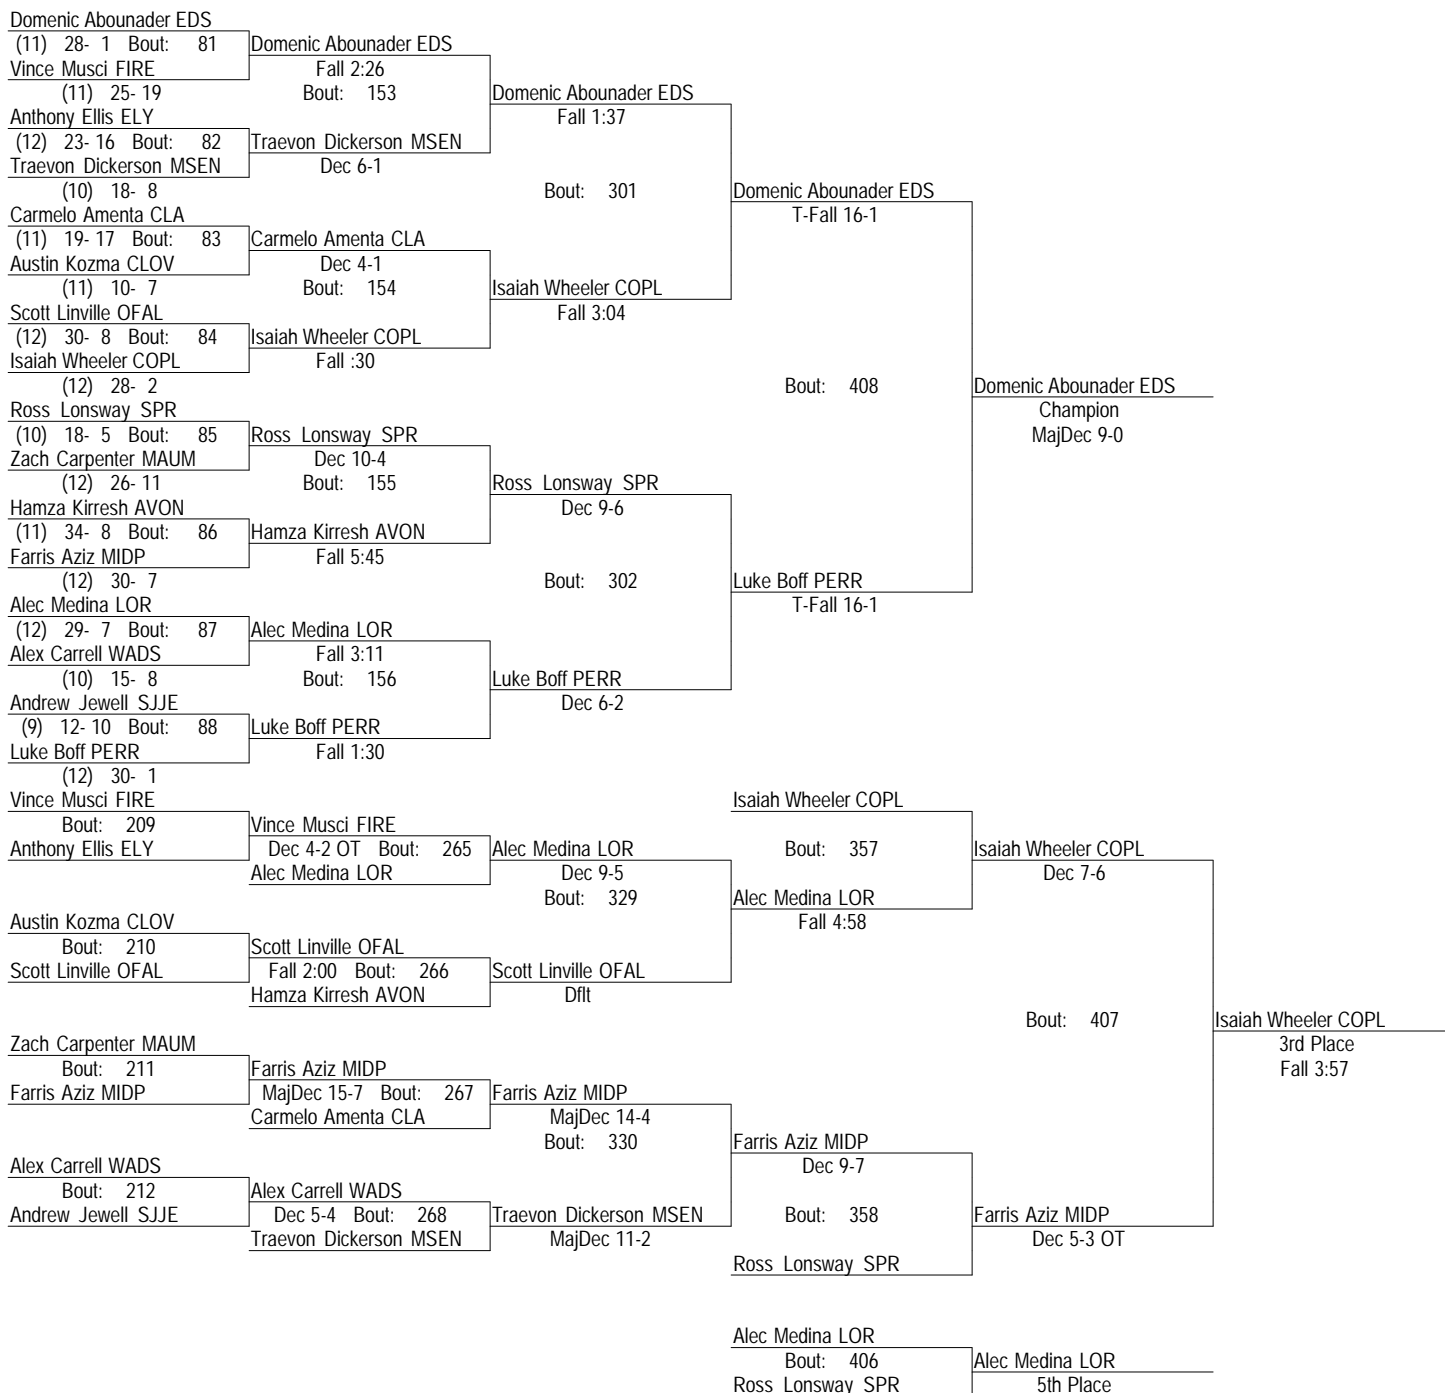 Domenic Abounader EDS
(11) 28- 1 Bout: 81 Domenic Abounader EDS
Vince Musci FIRE Fall 2:26
(11) 25- 19 Bout: 153 Domenic Abounader EDS
Anthony Ellis ELY Fall 1:37
(12) 23- 16 Bout: 82 Traevon Dickerson MSEN
Traevon Dickerson MSEN Dec 6-1
(10) 18- 8 Bout: 301 Domenic Abounader EDS
Carmelo Amenta CLA T-Fall 16-1
(11) 19- 17 Bout: 83 Carmelo Amenta CLA
Austin Kozma CLOV Dec 4-1
(11) 10- 7 Bout: 154 Isaiah Wheeler COPL
Scott Linville OFAL Fall 3:04
(12) 30- 8 Bout: 84 Isaiah Wheeler COPL
Isaiah Wheeler COPL Fall :30
(12) 28- 2 Bout: 408 Domenic Abounader EDS
Ross Lonsway SPR Champion
(10) 18- 5 Bout: 85 Ross Lonsway SPR MajDec 9-0
Zach Carpenter MAUM Dec 10-4
(12) 26- 11 Bout: 155 Ross Lonsway SPR
Hamza Kirresh AVON Dec 9-6
(11) 34- 8 Bout: 86 Hamza Kirresh AVON
Farris Aziz MIDP Fall 5:45
(12) 30- 7 Bout: 302 Luke Boff PERR
Alec Medina LOR T-Fall 16-1
(12) 29- 7 Bout: 87 Alec Medina LOR
Alex Carrell WADS Fall 3:11
(10) 15- 8 Bout: 156 Luke Boff PERR
Andrew Jewell SJJE Dec 6-2
(9) 12- 10 Bout: 88 Luke Boff PERR
Luke Boff PERR Fall 1:30
(12) 30- 1
Vince Musci FIRE Isaiah Wheeler COPL
Bout: 209 Vince Musci FIRE
Anthony Ellis ELY Dec 4-2 OT Bout: 265 Alec Medina LOR Bout: 357 Isaiah Wheeler COPL
Alec Medina LOR Dec 9-5 Dec 7-6
Bout: 329 Alec Medina LOR
Austin Kozma CLOV Fall 4:58
Bout: 210 Scott Linville OFAL
Scott Linville OFAL Fall 2:00 Bout: 266 Scott Linville OFAL
Hamza Kirresh AVON Dflt
Bout: 407 Isaiah Wheeler COPL
Zach Carpenter MAUM 3rd Place
Bout: 211 Farris Aziz MIDP Fall 3:57
Farris Aziz MIDP MajDec 15-7 Bout: 267 Farris Aziz MIDP
Carmelo Amenta CLA MajDec 14-4
Bout: 330 Farris Aziz MIDP
Alex Carrell WADS Dec 9-7
Bout: 212 Alex Carrell WADS
Andrew Jewell SJJE Dec 5-4 Bout: 268 Traevon Dickerson MSEN Bout: 358 Farris Aziz MIDP
Traevon Dickerson MSEN MajDec 11-2 Dec 5-3 OT
Ross Lonsway SPR
Alec Medina LOR
Bout: 406 Alec Medina LOR
Ross Lonsway SPR 5th Place